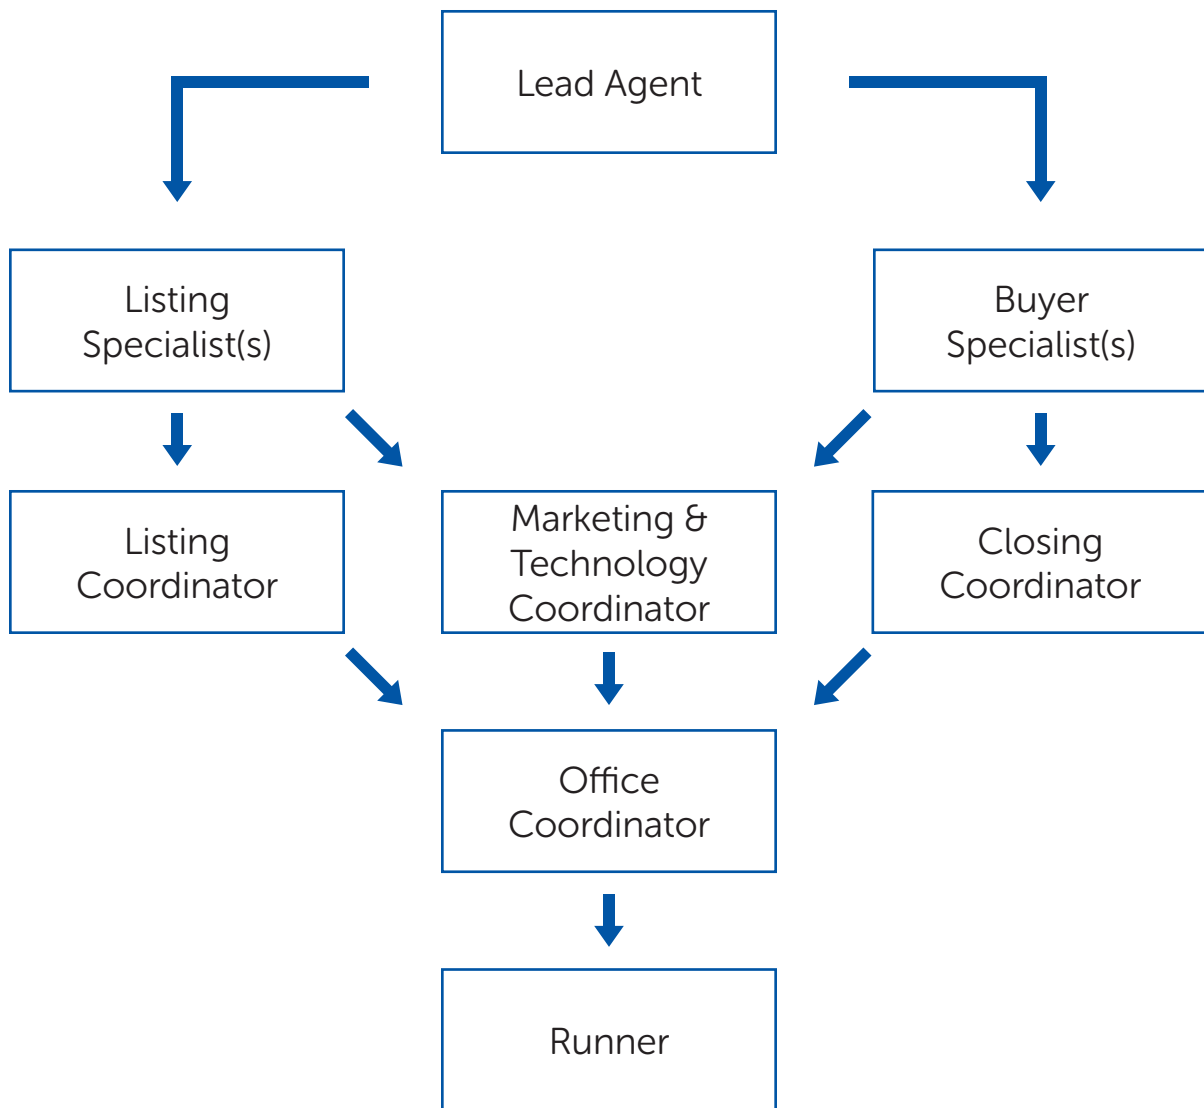 Lead Agent
Listing
Specialist(s)
Buyer
Specialist(s)
Listing
Coordinator
Marketing &
Technology
Coordinator
Closing
Coordinator
Office
Coordinator
Runner